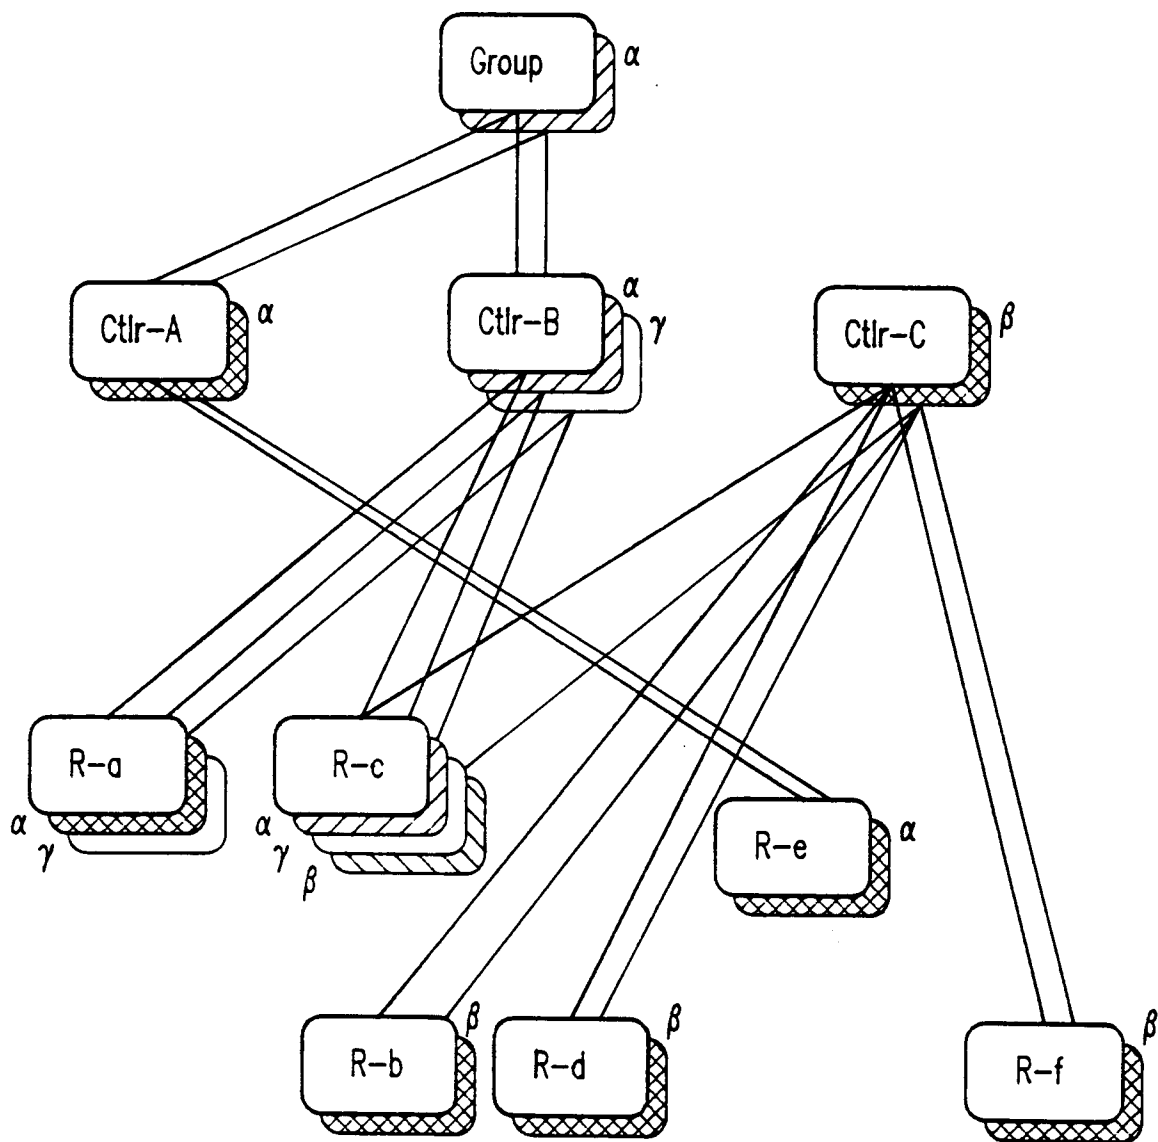 Group
α
Ctlr-A
α
Ctlr-B
α
γ
Ctlr-C
β
R-a
α
γ
R-c
α
γ
β
R-e
α
R-b
β
R-d
β
R-f
β